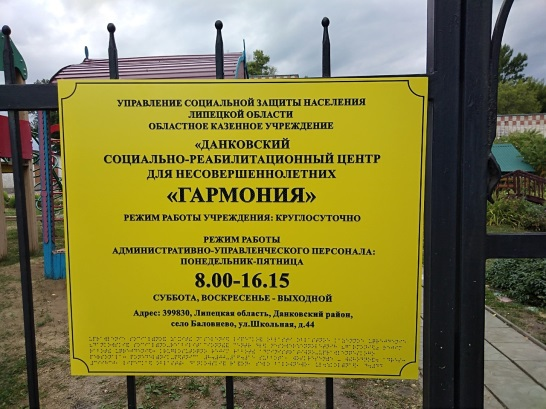 УПРАВЛЕНИЕ СОЦИАЛЬНОЙ ЗАЩИТЫ НАСЕЛЕНИЯ
ЛИПЕЦКОЙ ОБЛАСТИ
ОБЛАСТНОЕ КАЗЕННОЕ УЧРЕЖДЕНИЕ
«ДАНКОВСКИЙ
СОЦИАЛЬНО-РЕАБИЛИТАЦИОННЫЙ ЦЕНТР
ДЛЯ НЕСОВЕРШЕННОЛЕТНИХ
«ГАРМОНИЯ»
РЕЖИМ РАБОТЫ УЧРЕЖДЕНИЯ: КРУГЛОСУТОЧНО
РЕЖИМ РАБОТЫ
АДМИНИСТРАТИВНО-УПРАВЛЕНЧЕСКОГО ПЕРСОНАЛА:
ПОНЕДЕЛЬНИК-ПЯТНИЦА
8.00-16.15
СУББОТА, ВОСКРЕСЕНЬЕ - ВЫХОДНОЙ
Адрес: 399830, Липецкая область, Данковский район,
село Баловнево, ул.Школьная, д.44